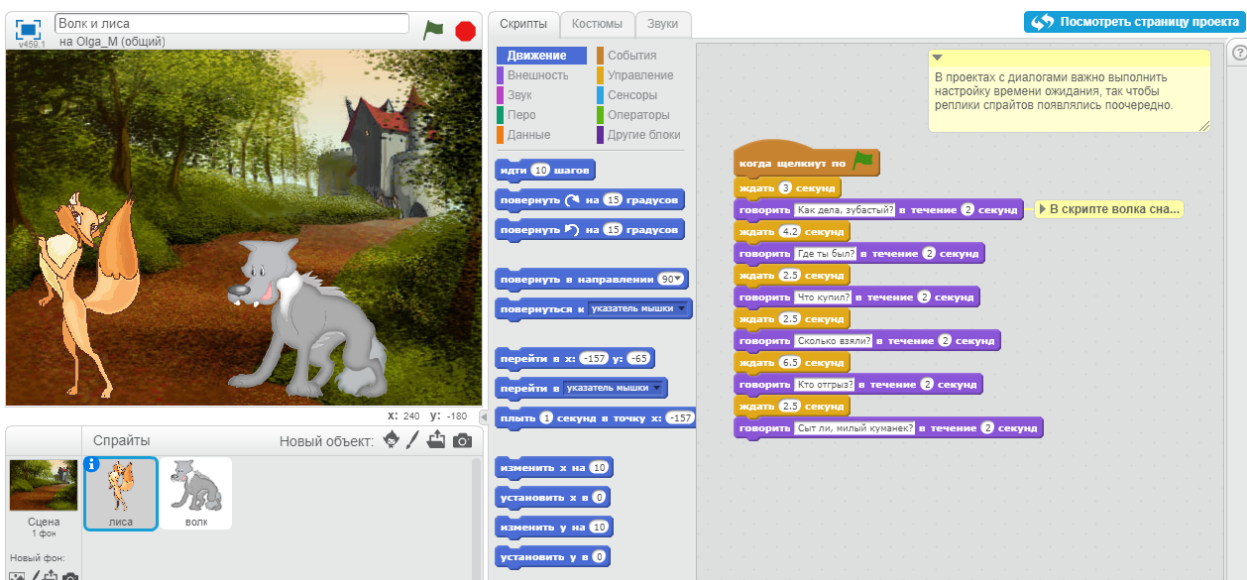 Волк и лиса
v459.1
на Olga_M (общий)
Скрипты Костюмы Звуки
Посмотреть страницу проекта
Движение События
Внешность Управление
Звук Сенсоры
Перо Операторы
Данные Другие блоки
идти 10 шагов
повернуть на 15 градусов
повернуть на 15 градусов
повернуть в направлении 90
повернуться к указатель мышки
перейти в x: -157 y: -65
перейти в указатель мышки
плыть 1 секунд в точку x: -157
изменить x на 10
установить x в 0
изменить y на 10
установить y в 0
В проектах с диалогами важно выполнить
настройку времени ожидания, так чтобы
реплики спрайтов появлялись поочередно.
когда щелкнут по
ждать 3 секунд
говорить Как дела, зубастый? в течение 2 секунд
В скрипте волка сна...
ждать 4.2 секунд
говорить Где ты был? в течение 2 секунд
ждать 2.5 секунд
говорить Что купил? в течение 2 секунд
ждать 2.5 секунд
говорить Сколько взяли? в течение 2 секунд
ждать 6.5 секунд
говорить Кто отгрыз? в течение 2 секунд
ждать 2.5 секунд
говорить Сыт ли, милый куманек? в течение 2 секунд
X: 240 y: -180
Спрайты Новый объект:
Сцена
1 фон
лиса
волк
Новый фон: